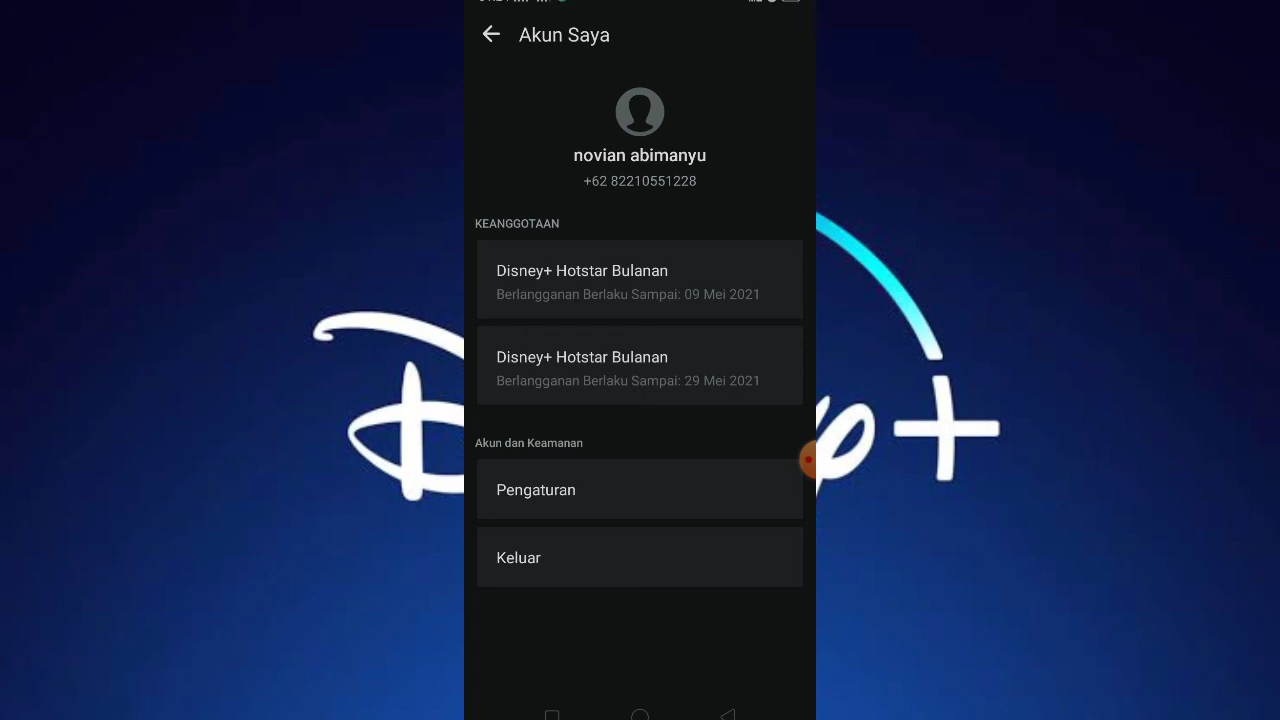 Akun Saya
novian abimanyu
+62 82210551228
KEANGGOTAAN
Disney+ Hotstar Bulanan
Berlangganan Berlaku Sampai: 09 Mei 2021
Disney+ Hotstar Bulanan
Berlangganan Berlaku Sampai: 29 Mei 2021
Akun dan Keamanan
Pengaturan
Keluar